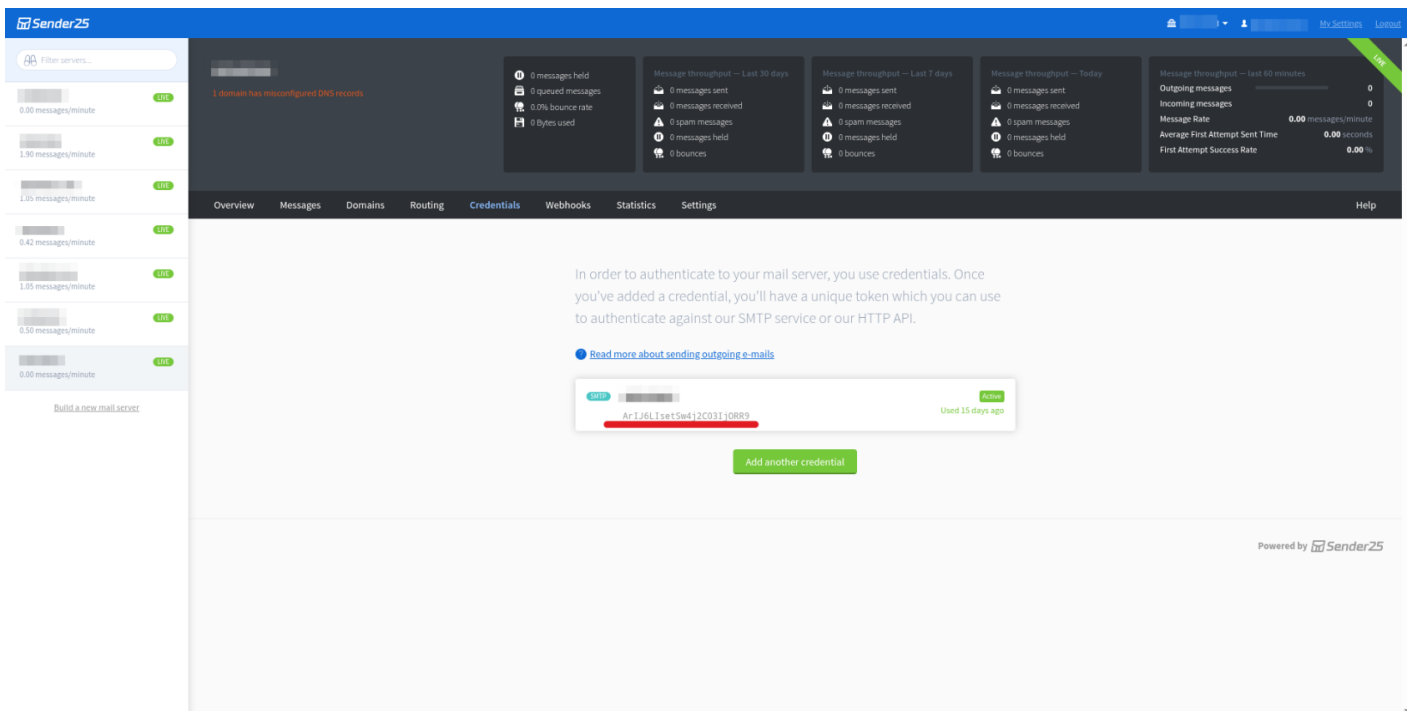 Sender25
My Settings
Logout
Filter servers...
LIVE
0.00 messages/minute
LIVE
1.90 messages/minute
LIVE
1.05 messages/minute
LIVE
0.42 messages/minute
LIVE
1.05 messages/minute
LIVE
0.50 messages/minute
LIVE
0.00 messages/minute
Build a new mail server
1 domain has misconfigured DNS records
0 messages held
0 queued messages
0.0% bounce rate
0 Bytes used
Message throughput — Last 30 days
0 messages sent
0 messages received
0 spam messages
0 messages held
0 bounces
Message throughput — Last 7 days
0 messages sent
0 messages received
0 spam messages
0 messages held
0 bounces
Message throughput — Today
0 messages sent
0 messages received
0 spam messages
0 messages held
0 bounces
Message throughput — last 60 minutes
Outgoing messages 0
Incoming messages 0
Message Rate 0.00 messages/minute
Average First Attempt Sent Time 0.00 seconds
First Attempt Success Rate 0.00 %
LIVE
Overview Messages Domains Routing Credentials Webhooks Statistics Settings Help
In order to authenticate to your mail server, you use credentials. Once
you've added a credential, you'll have a unique token which you can use
to authenticate against our SMTP service or our HTTP API.
? Read more about sending outgoing e-mails
SMTP
Active
ArIJ6LIsetSw4j2CO3IjORR9
Used 15 days ago
Add another credential
Powered by Sender25